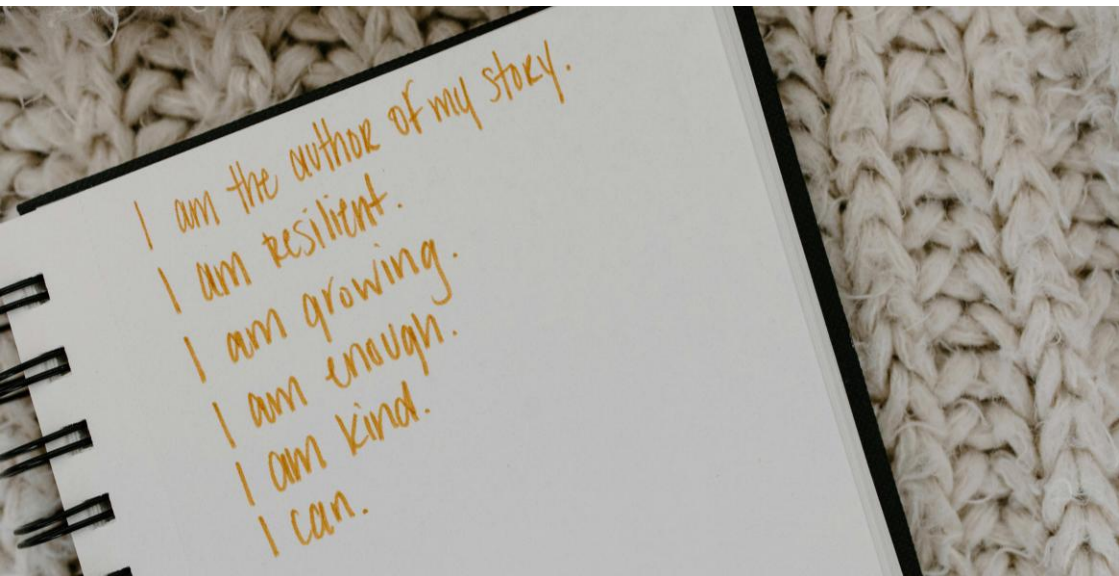 I am the author of my story.
I am resilient.
I am growing.
I am enough.
I am kind.
I can.